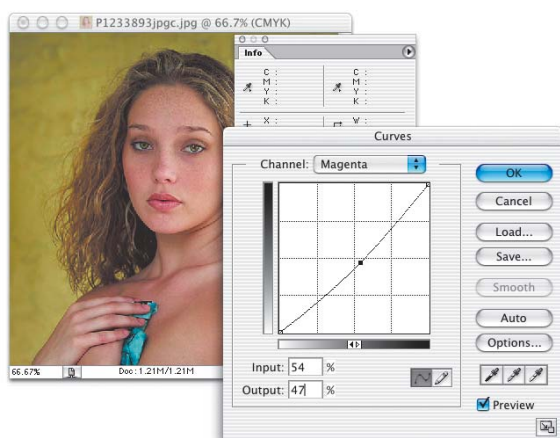 P1233893jpgc.jpg @ 66.7% (CMYK)
Info
C :
M :
Y :
K :
C :
M :
Y :
K :
X :
W :
Curves
Channel: Magenta
OK
Cancel
Load...
Save...
Smooth
Auto
Options...
Input: 54 %
Output: 47 %
Preview
66.67%
Doc: 1.21M/1.21M